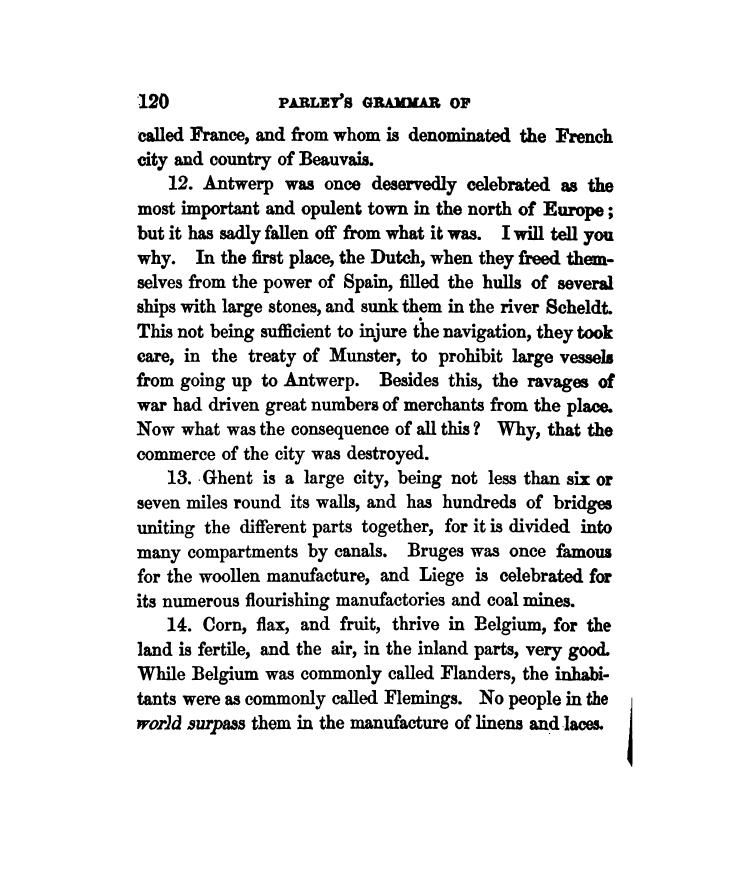 120 PARLEY'S GRAMMAR OF
called France, and from whom is denominated the French
city and country of Beauvais.
12. Antwerp was once deservedly celebrated as the
most important and opulent town in the north of Europe;
but it has sadly fallen off from what it was. I will tell you
why. In the first place, the Dutch, when they freed them-
selves from the power of Spain, filled the hulls of several
ships with large stones, and sunk them in the river Scheldt.
This not being sufficient to injure the navigation, they took
care, in the treaty of Munster, to prohibit large vessels
from going up to Antwerp. Besides this, the ravages of
war had driven great numbers of merchants from the place.
Now what was the consequence of all this? Why, that the
commerce of the city was destroyed.
13. Ghent is a large city, being not less than six or
seven miles round its walls, and has hundreds of bridges
uniting the different parts together, for it is divided into
many compartments by canals. Bruges was once famous
for the woollen manufacture, and Liege is celebrated for
its numerous flourishing manufactories and coal mines.
14. Corn, flax, and fruit, thrive in Belgium, for the
land is fertile, and the air, in the inland parts, very good.
While Belgium was commonly called Flanders, the inhabi-
tants were as commonly called Flemings. No people in the
world surpass them in the manufacture of linens and laces.